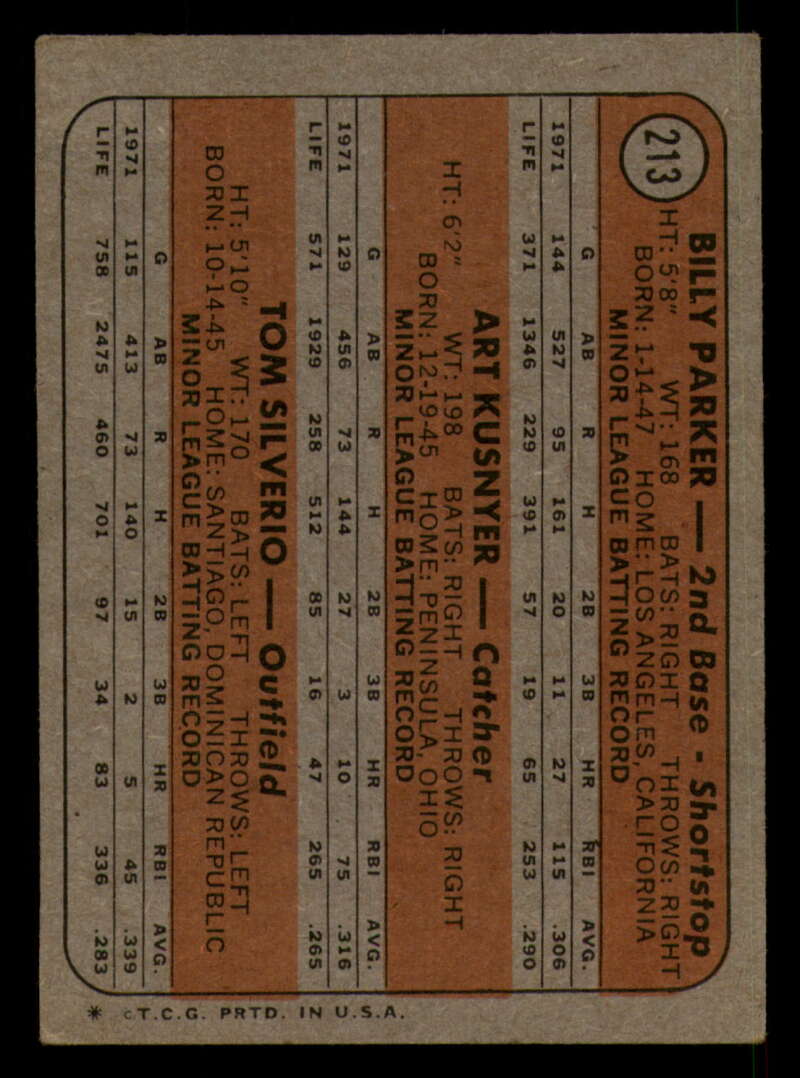 213
BILLY PARKER — 2nd Base - Shortstop
HT: 5'8" WT: 168 BATS: RIGHT THROWS: RIGHT
BORN: 1-14-47 HOME: LOS ANGELES, CALIFORNIA
MINOR LEAGUE BATTING RECORD
G AB R H 2B 3B HR RBI AVG.
1971 144 527 95 161 20 11 27 115 .306
LIFE 371 1346 229 391 57 19 65 253 .290
ART KUSNYER — Catcher
HT: 6'2" WT: 198 BATS: RIGHT THROWS: RIGHT
BORN: 12-19-45 HOME: PENINSULA, OHIO
MINOR LEAGUE BATTING RECORD
G AB R H 2B 3B HR RBI AVG.
1971 129 456 73 144 27 3 10 75 .316
LIFE 571 1929 258 512 85 16 47 265 .265
TOM SILVERIO — Outfield
HT: 5'10" WT: 170 BATS: LEFT THROWS: LEFT
BORN: 10-14-45 HOME: SANTIAGO, DOMINICAN REPUBLIC
MINOR LEAGUE BATTING RECORD
G AB R H 2B 3B HR RBI AVG.
1971 115 413 73 140 15 2 5 45 .339
LIFE 758 2475 460 701 97 34 83 336 .283
* ©T.C.G. PRTD. IN U.S.A.